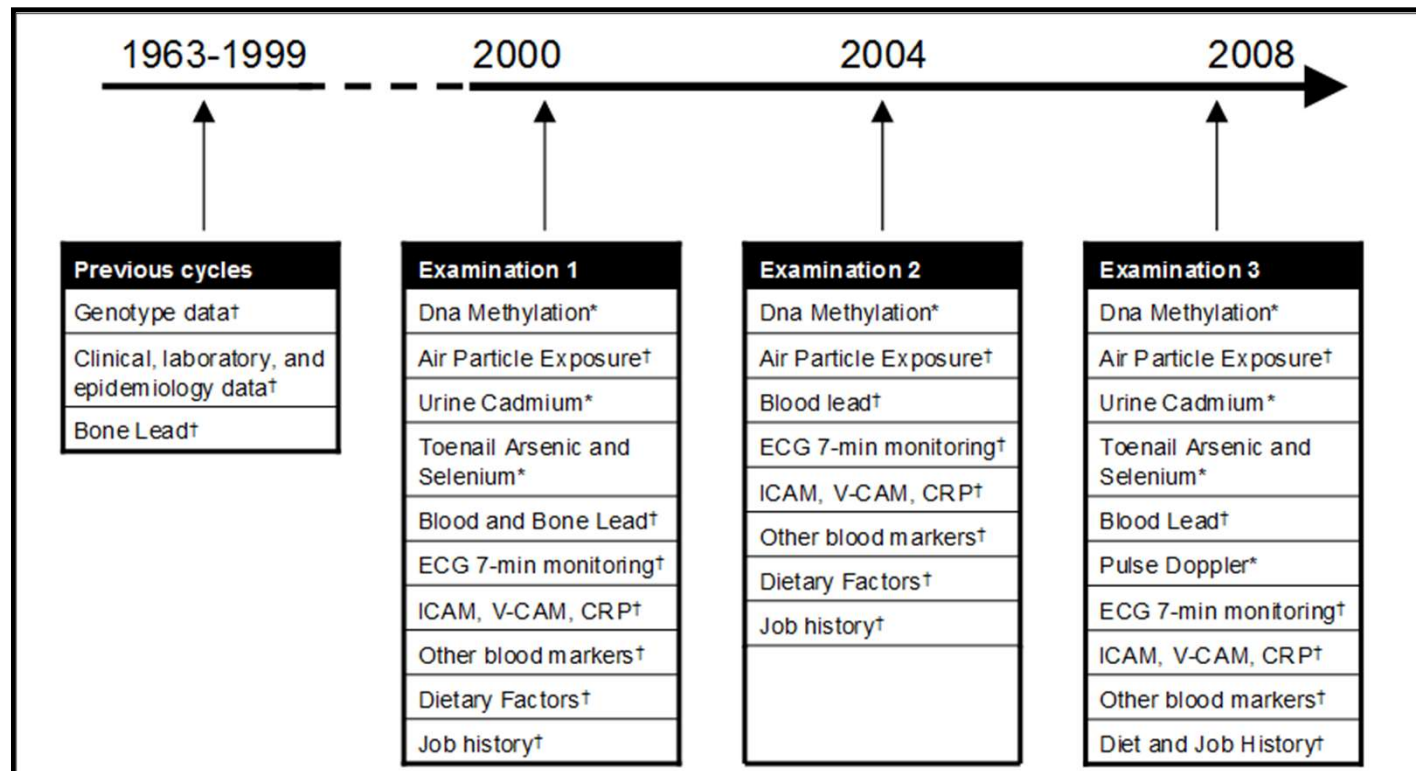 1963-1999
2000
2004
2008
Previous cycles
Genotype data†
Clinical, laboratory, and
epidemiology data†
Bone Lead†
Examination 1
Dna Methylation*
Air Particle Exposure†
Urine Cadmium*
Toenail Arsenic and
Selenium*
Blood and Bone Lead†
ECG 7-min monitoring†
ICAM, V-CAM, CRP†
Other blood markers†
Dietary Factors†
Job history†
Examination 2
Dna Methylation*
Air Particle Exposure†
Blood lead†
ECG 7-min monitoring†
ICAM, V-CAM, CRP†
Other blood markers†
Dietary Factors†
Job history†
Examination 3
Dna Methylation*
Air Particle Exposure†
Urine Cadmium*
Toenail Arsenic and
Selenium*
Blood Lead†
Pulse Doppler*
ECG 7-min monitoring†
ICAM, V-CAM, CRP†
Other blood markers†
Diet and Job History†